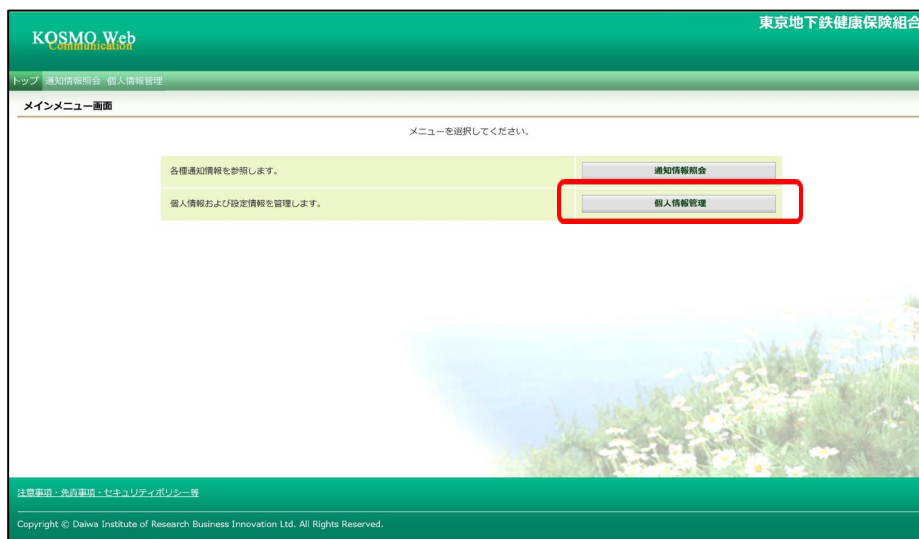 東京地下鉄健康保険組合
KOSMO Web
Communication
トップ 通知情報照会 個人情報管理
メインメニュー画面
メニューを選択してください。
各種通知情報を参照します。 通知情報照会
個人情報および設定情報を管理します。 個人情報管理
注意事項・免責事項・セキュリティポリシー等
Copyright © Daiwa Institute of Research Business Innovation Ltd. All Rights Reserved.